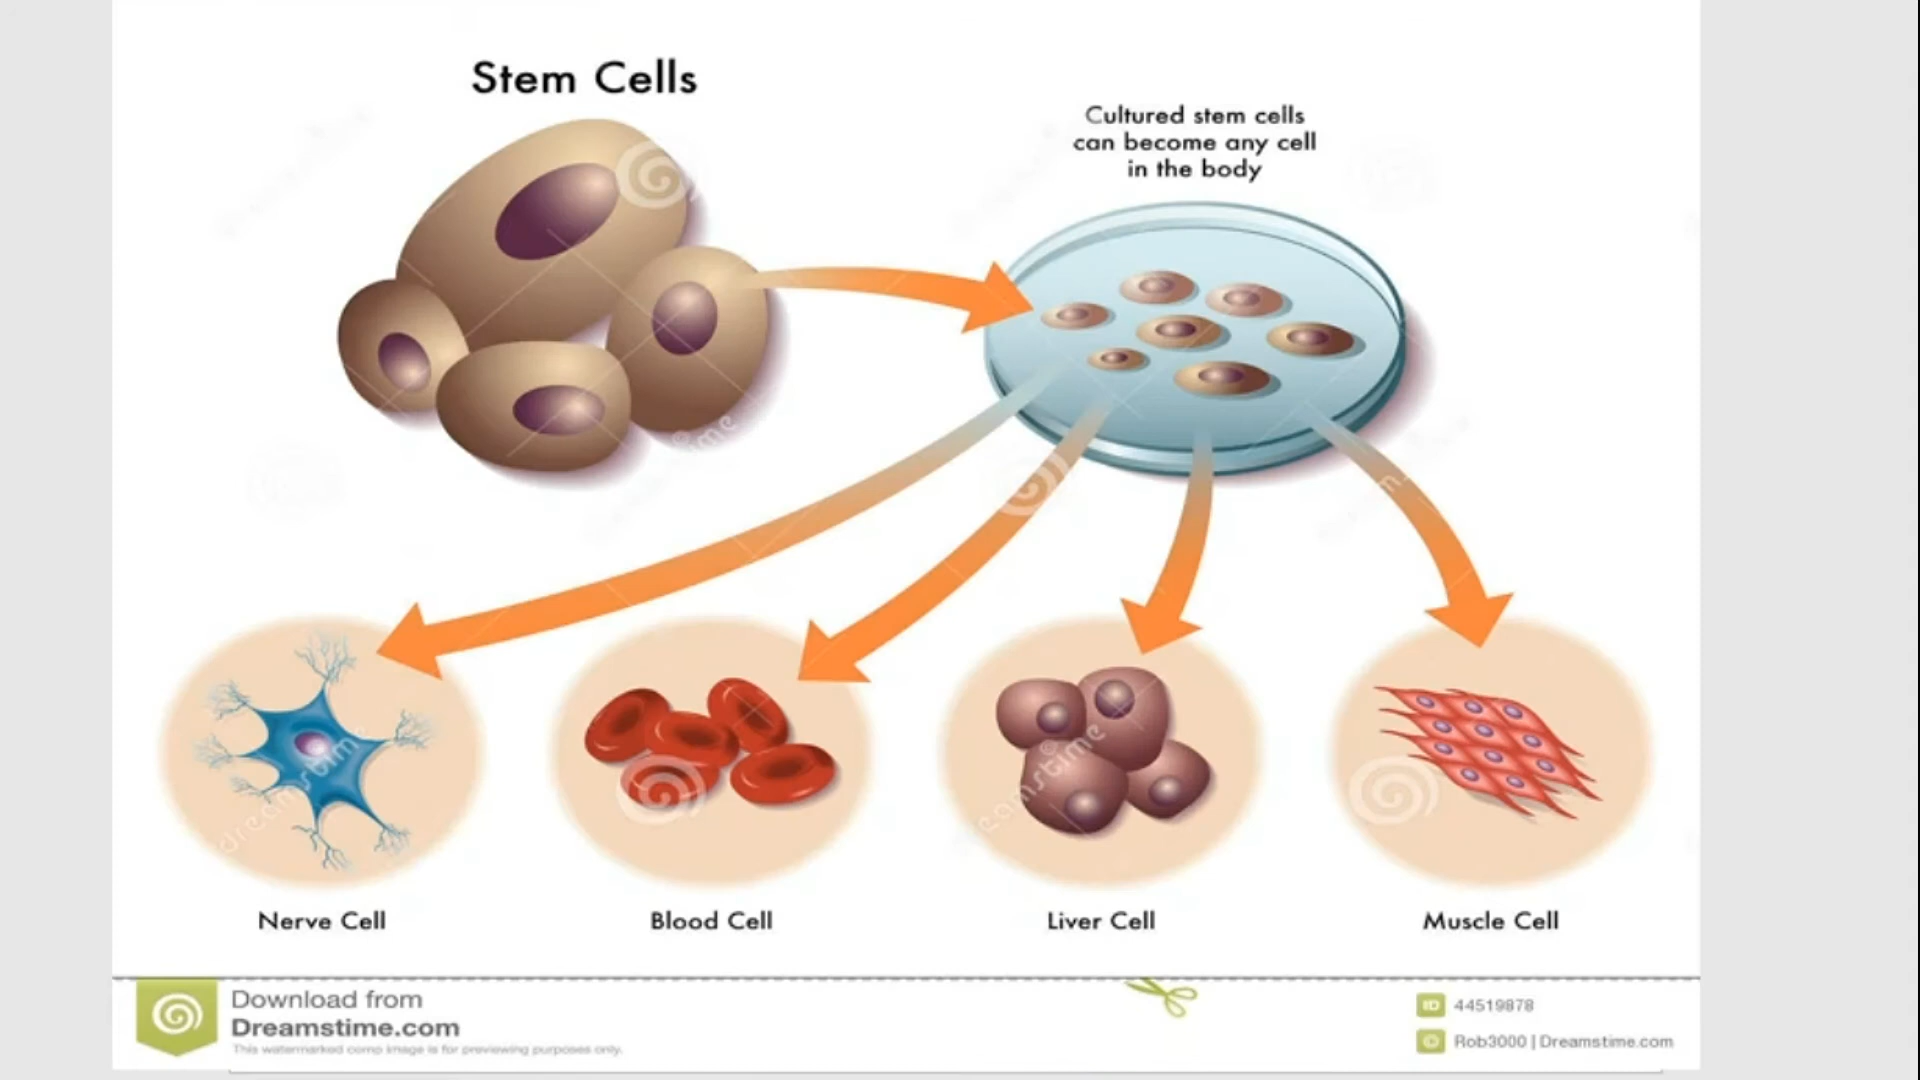 Stem Cells
Cultured stem cells
can become any cell
in the body
Nerve Cell
Blood Cell
Liver Cell
Muscle Cell
Download from
Dreamstime.com
This watermarked comp image is for previewing purposes only.
ID 44519878
© Rob3000 | Dreamstime.com